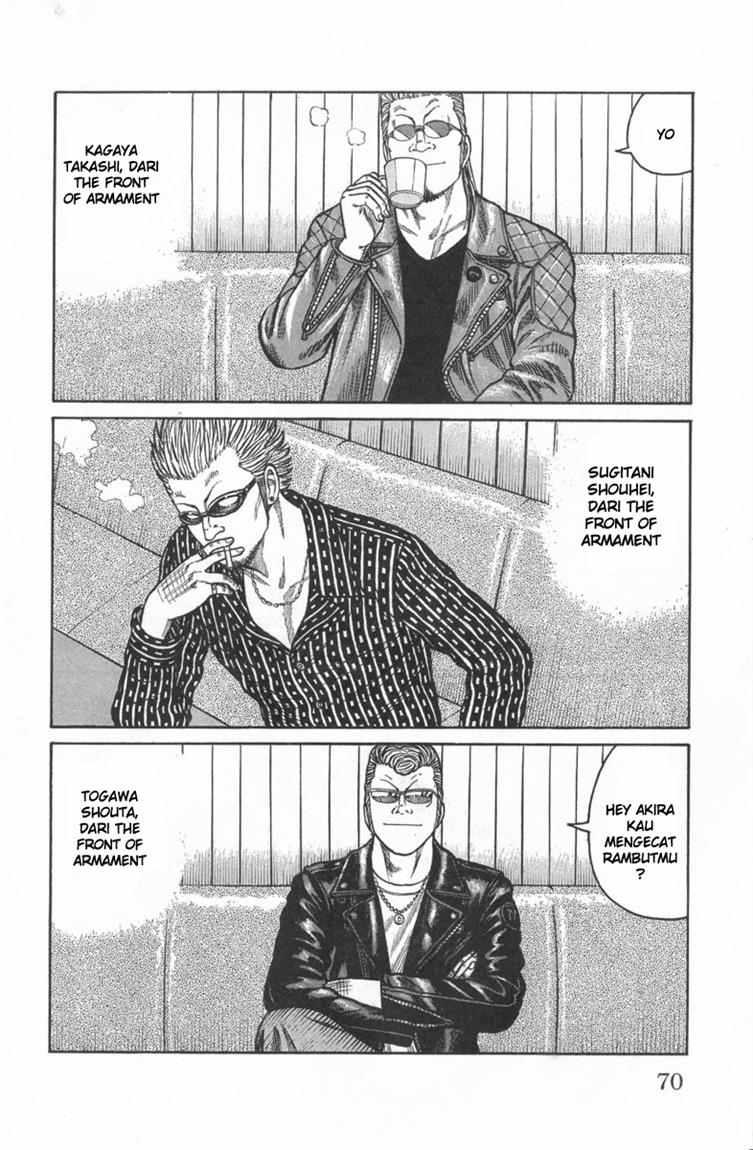 KAGAYA
TAKASHI, DARI
THE FRONT
OF ARMAMENT
YO
SUGITANI
SHOUHEI,
DARI THE
FRONT OF
ARMAMENT
TOGAWA
SHOUTA,
DARI THE
FRONT OF
ARMAMENT
HEY AKIRA
KAU
MENGECAT
RAMBUTMU
?
70